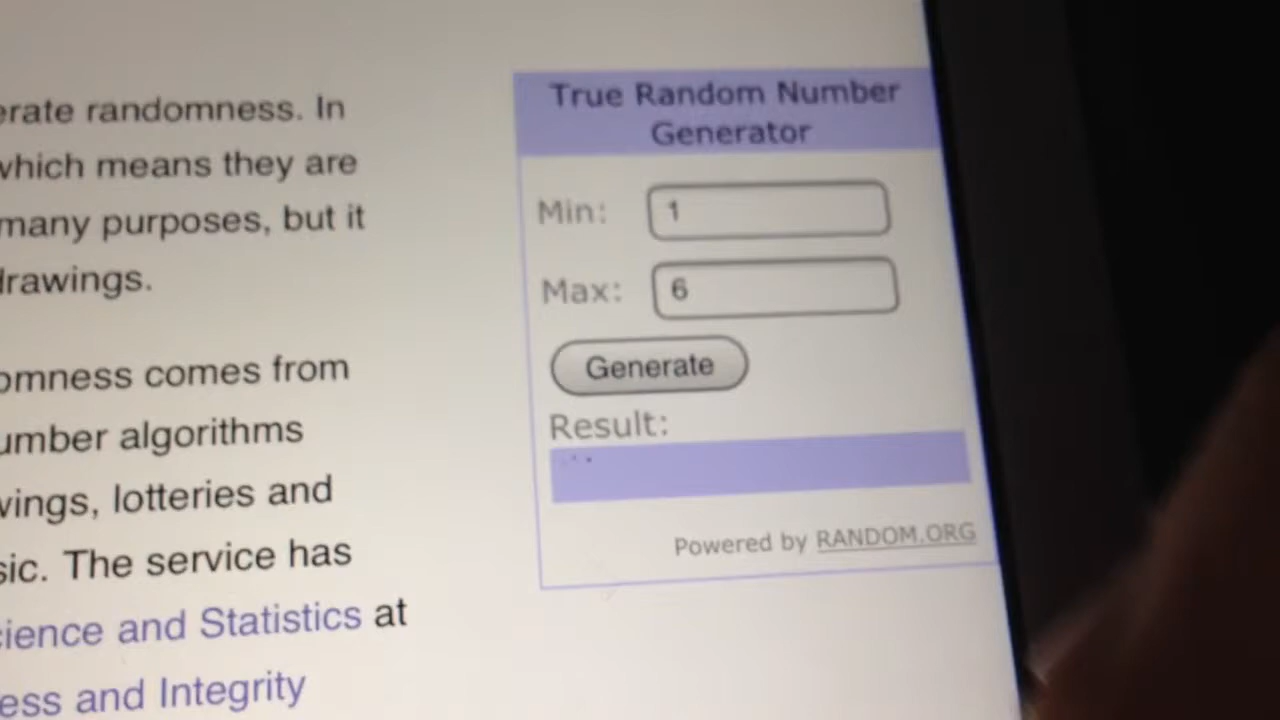 erate randomness. In
which means they are
many purposes, but it
drawings.
omness comes from
umber algorithms
wings, lotteries and
sic. The service has
cience and Statistics at
ess and Integrity
True Random Number
Generator
Min: 1
Max: 6
Generate
Result:
Powered by RANDOM.ORG